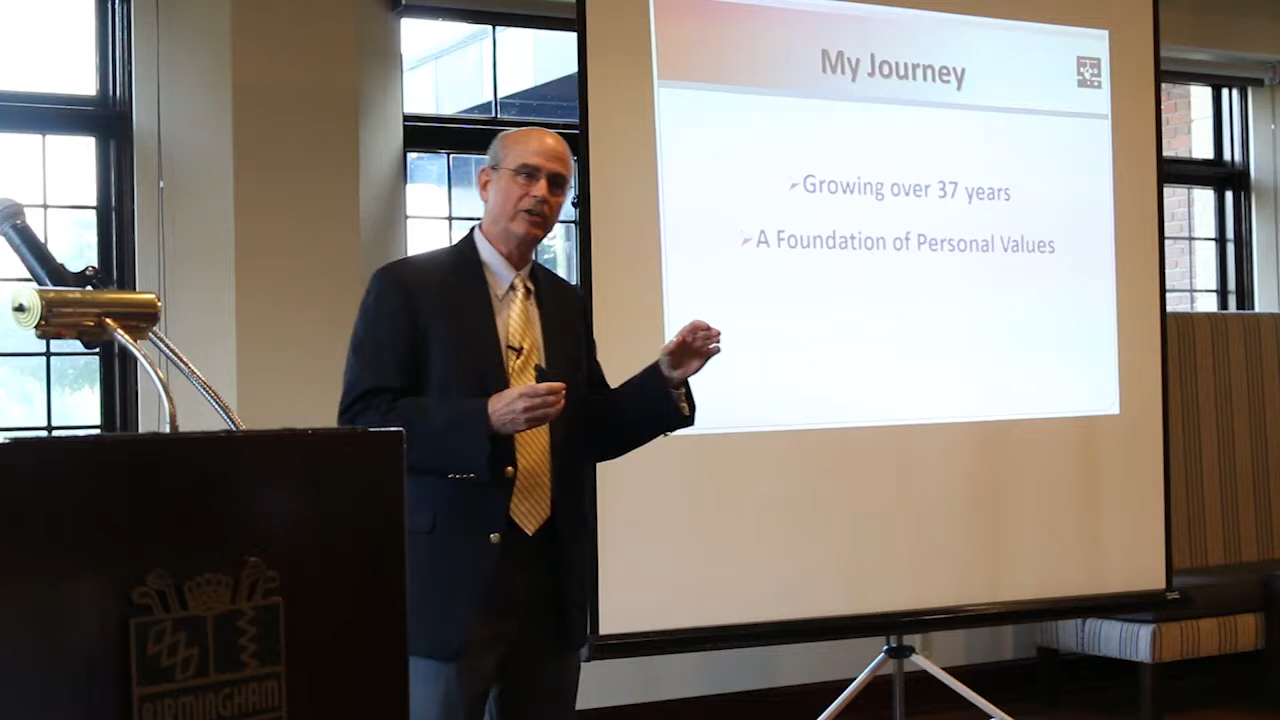 My Journey
➢Growing over 37 years
➢A Foundation of Personal Values
BIRMINGHAM